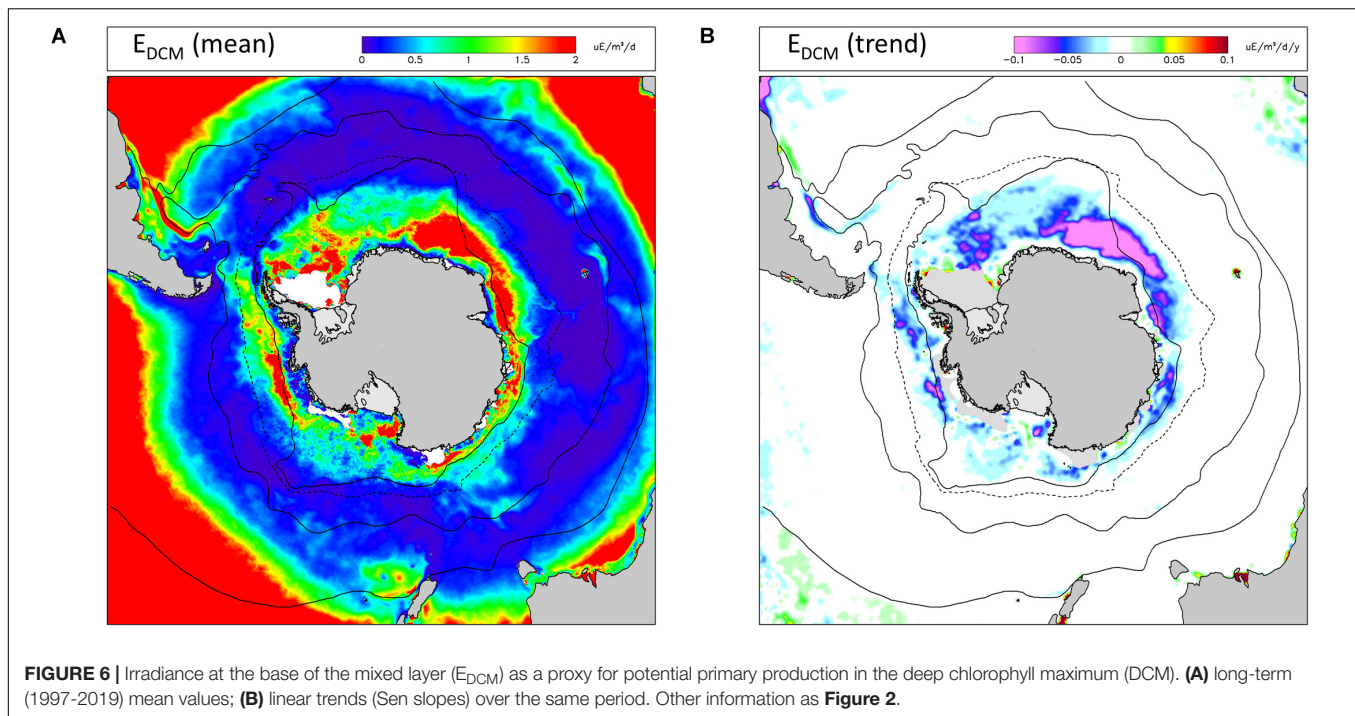 A
E_DCM (mean)
uE/m²/d
0 0.5 1 1.5 2
B
E_DCM (trend)
uE/m²/d/y
−0.1 −0.05 0 0.05 0.1
FIGURE 6 | Irradiance at the base of the mixed layer (E_DCM) as a proxy for potential primary production in the deep chlorophyll maximum (DCM). (A) long-term
(1997-2019) mean values; (B) linear trends (Sen slopes) over the same period. Other information as Figure 2.